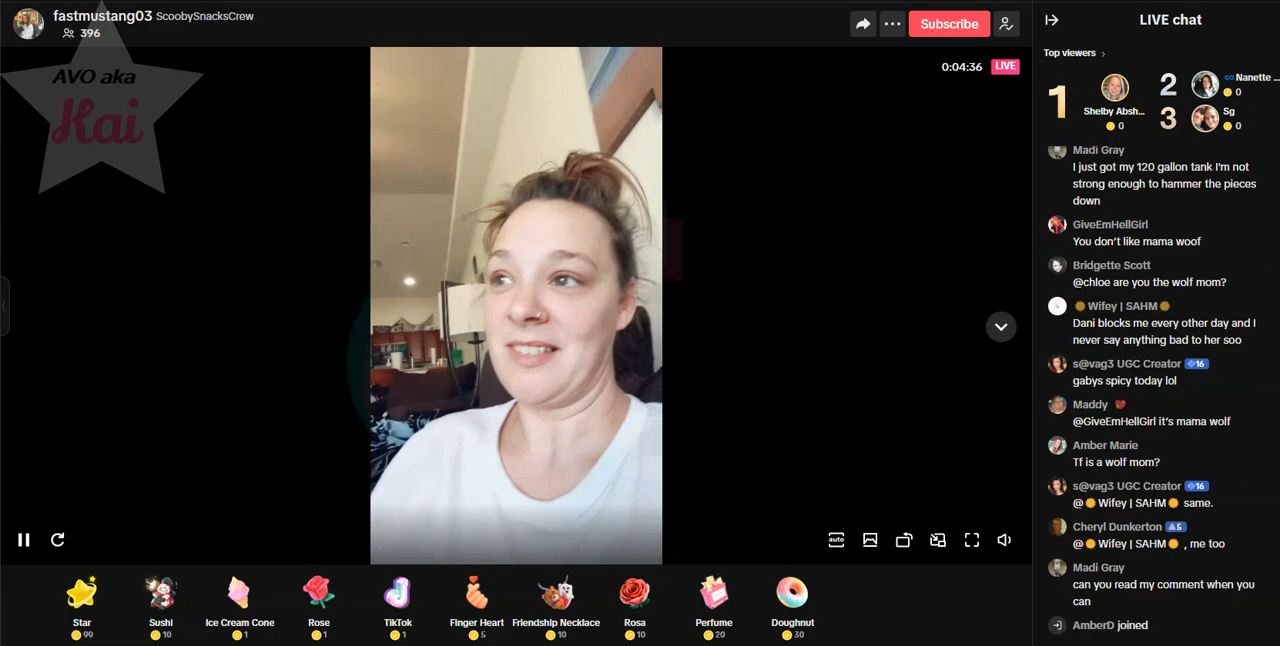 fastmustang03 ScoobySnacksCrew
396
Subscribe
AVO aka
Kai
0:04:36 LIVE
auto
Star
99
Sushi
10
Ice Cream Cone
1
Rose
1
TikTok
1
Finger Heart
5
Friendship Necklace
10
Rosa
10
Perfume
20
Doughnut
30
LIVE chat
Top viewers
1
Shelby Absh...
0
2
Nanette ...
0
3
Sg
0
Madi Gray
I just got my 120 gallon tank I'm not
strong enough to hammer the pieces
down
GiveEmHellGirl
You don't like mama woof
Bridgette Scott
@chloe are you the wolf mom?
Wifey | SAHM
Dani blocks me every other day and I
never say anything bad to her soo
s@vag3 UGC Creator 16
gabys spicy today lol
Maddy
@GiveEmHellGirl it's mama wolf
Amber Marie
Tf is a wolf mom?
s@vag3 UGC Creator 16
@ Wifey | SAHM same.
Cheryl Dunkerton 5
@ Wifey | SAHM , me too
Madi Gray
can you read my comment when you
can
AmberD joined